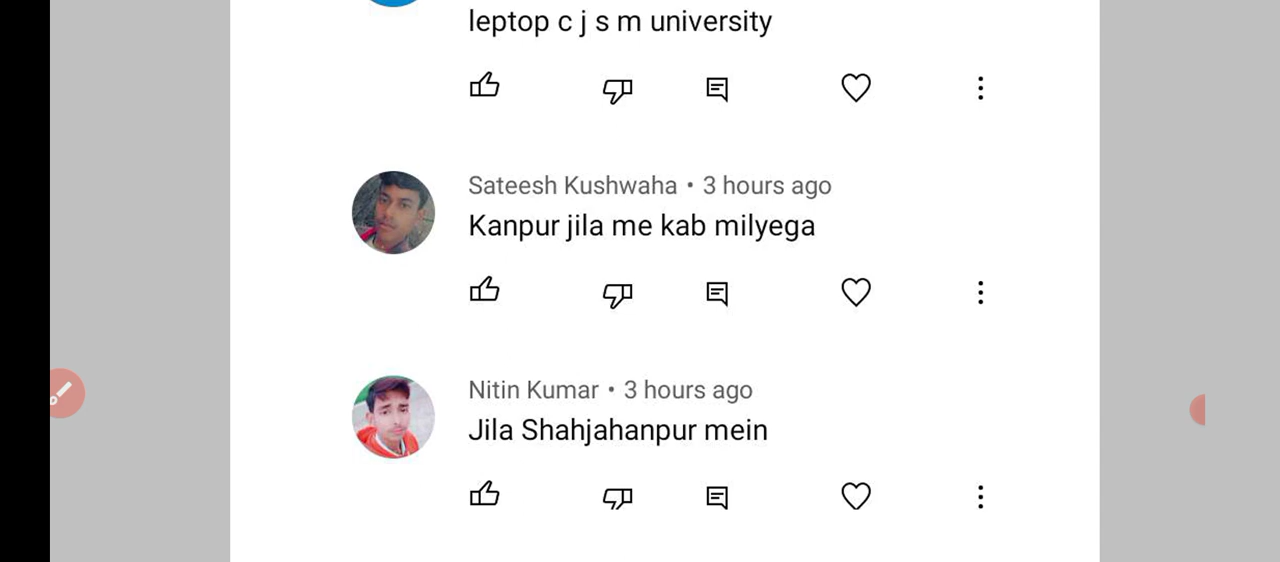 leptop c j s m university
Sateesh Kushwaha • 3 hours ago
Kanpur jila me kab milyega
Nitin Kumar • 3 hours ago
Jila Shahjahanpur mein